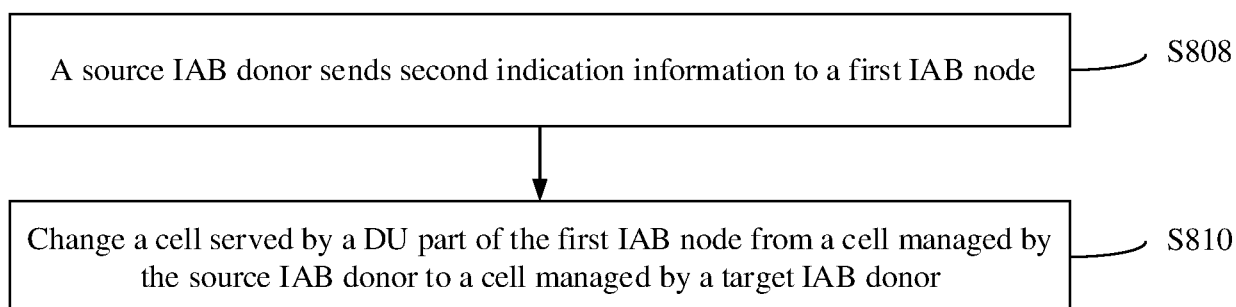 A source IAB donor sends second indication information to a first IAB node
S808
Change a cell served by a DU part of the first IAB node from a cell managed by
the source IAB donor to a cell managed by a target IAB donor
S810